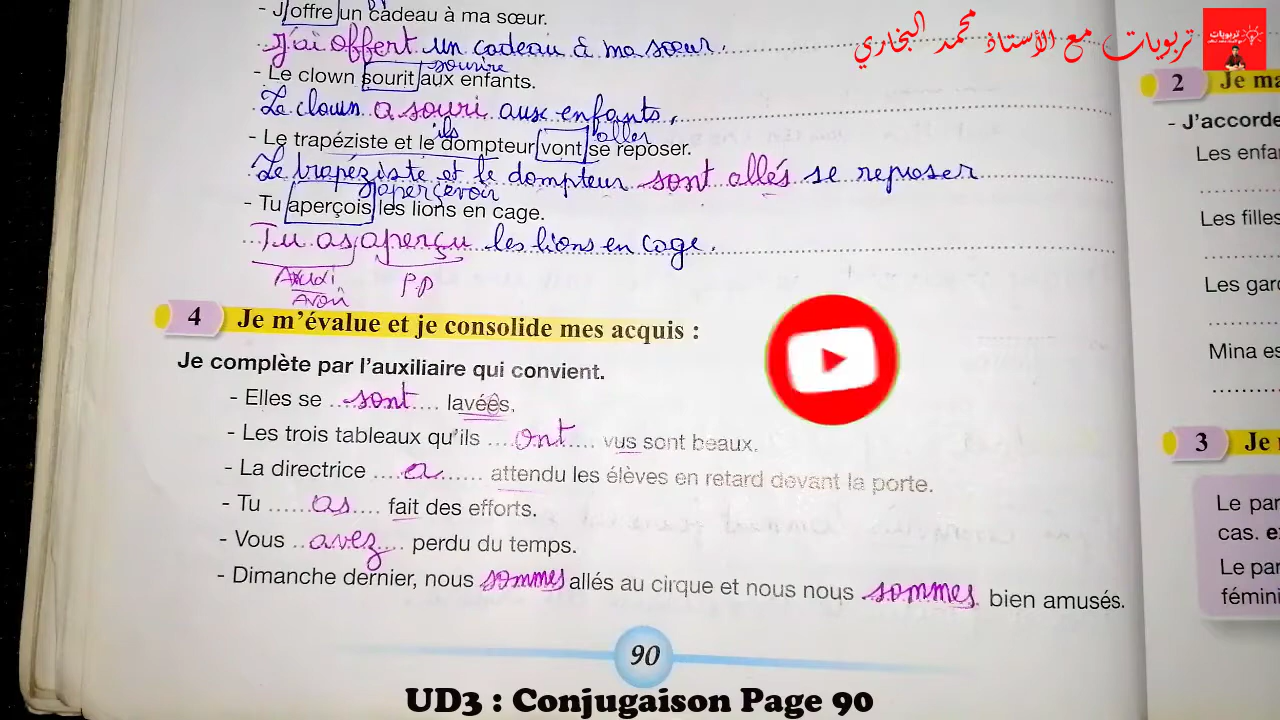 - J'offre un cadeau à ma sœur.
J'ai offert un cadeau à ma sœur.
sourire
- Le clown sourit aux enfants.
Le clown a souri aux enfants,
ils aller
- Le trapéziste et le dompteur vont se reposer.
Le trapéziste et le dompteur sont allés se reposer
apercevoir
- Tu aperçois les lions en cage.
Tu as aperçu les lions en cage.
Auxi P.P
Avoir
4 Je m'évalue et je consolide mes acquis :
Je complète par l'auxiliaire qui convient.
- Elles se sont lavées.
- Les trois tableaux qu'ils ont vus sont beaux.
- La directrice a attendu les élèves en retard devant la porte.
- Tu as fait des efforts.
- Vous avez perdu du temps.
- Dimanche dernier, nous sommes allés au cirque et nous nous sommes bien amusés.
90
تربويات مع الأستاذ محمد البخاري
تربويات
2 Je ma
- J'accorde
Les enfan
Les filles
Les garç
Mina es
3 Je
Le par
cas. ex
Le par
fémini
UD3 : Conjugaison Page 90